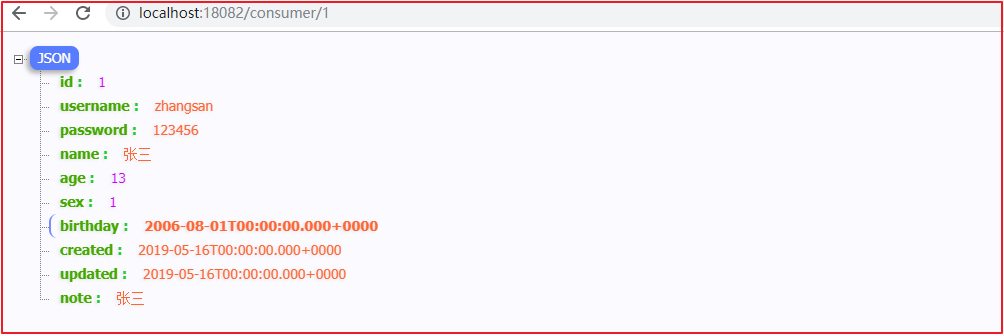 localhost:18082/consumer/1
JSON
id : 1
username : zhangsan
password : 123456
name : 张三
age : 13
sex : 1
birthday : 2006-08-01T00:00:00.000+0000
created : 2019-05-16T00:00:00.000+0000
updated : 2019-05-16T00:00:00.000+0000
note : 张三